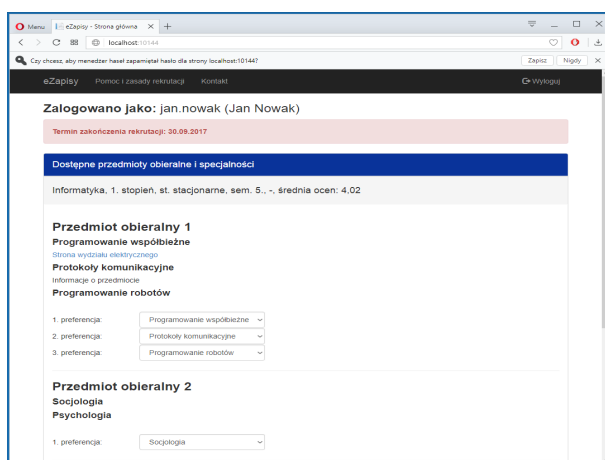 Menu eZapisy - Strona główna
localhost:10144
Czy chcesz, aby menedżer haseł zapamiętał hasło dla strony localhost:10144? Zapisz Nigdy
eZapisy Pomoc i zasady rekrutacji Kontakt Wyloguj
Zalogowano jako: jan.nowak (Jan Nowak)
Termin zakończenia rekrutacji: 30.09.2017
Dostępne przedmioty obieralne i specjalności
Informatyka, 1. stopień, st. stacjonarne, sem. 5., -, średnia ocen: 4,02
Przedmiot obieralny 1
Programowanie współbieżne
Strona wydziału elektrycznego
Protokoły komunikacyjne
Informacje o przedmiocie
Programowanie robotów
1. preferencja: Programowanie współbieżne
2. preferencja: Protokoły komunikacyjne
3. preferencja: Programowanie robotów
Przedmiot obieralny 2
Socjologia
Psychologia
1. preferencja: Socjologia